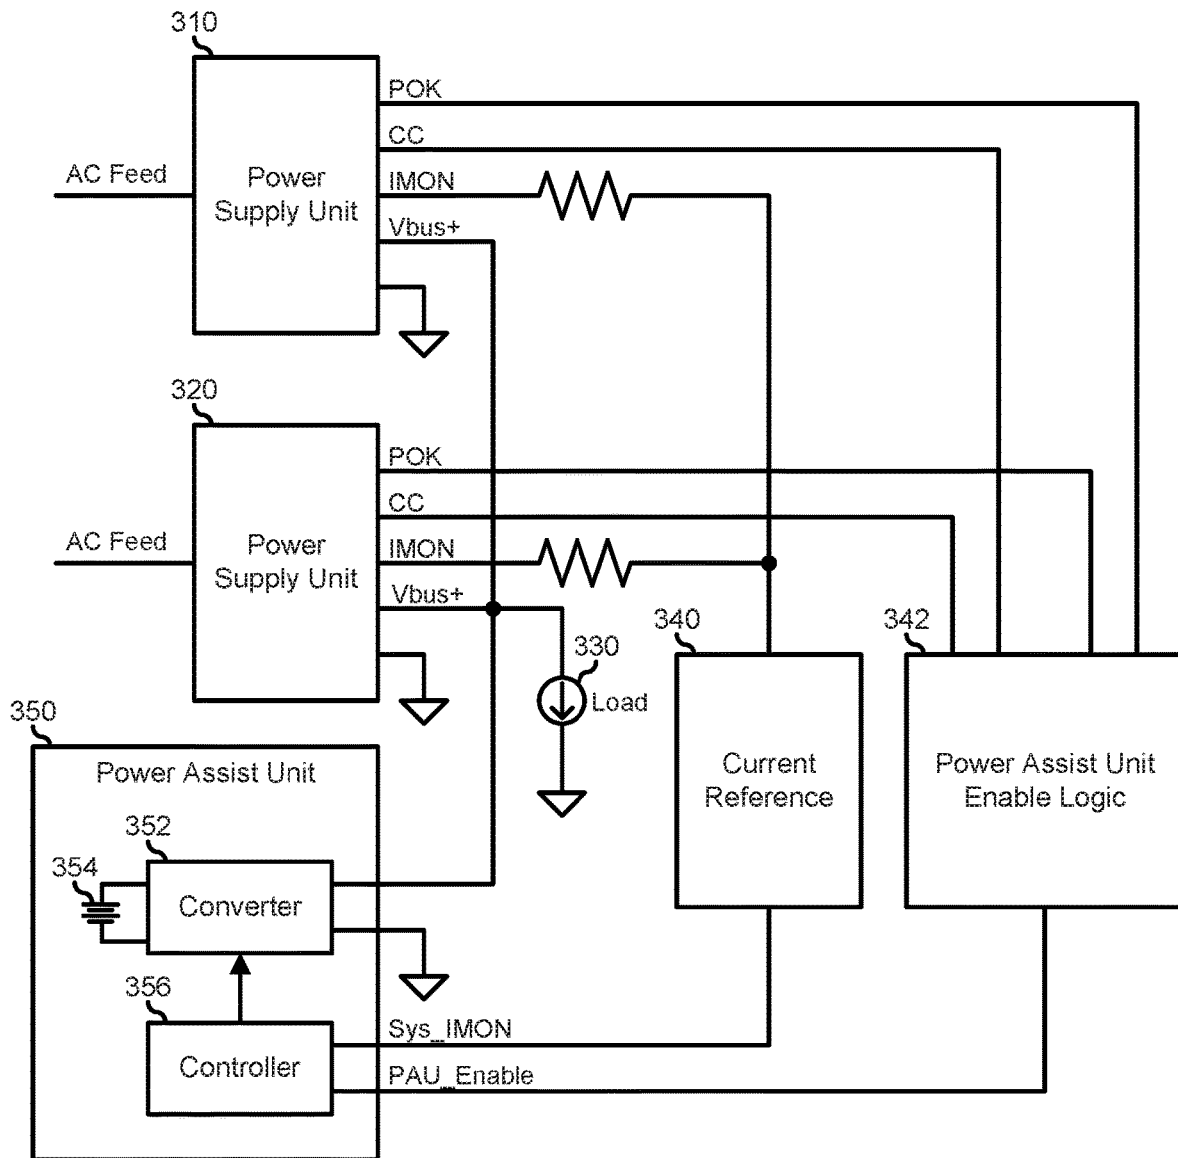 310
POK
CC
AC Feed
Power
Supply Unit
IMON
Vbus+
320
POK
CC
AC Feed
Power
Supply Unit
IMON
Vbus+
330
Load
340
Current
Reference
342
Power Assist Unit
Enable Logic
350
Power Assist Unit
352
354
Converter
356
Controller
Sys_IMON
PAU_Enable